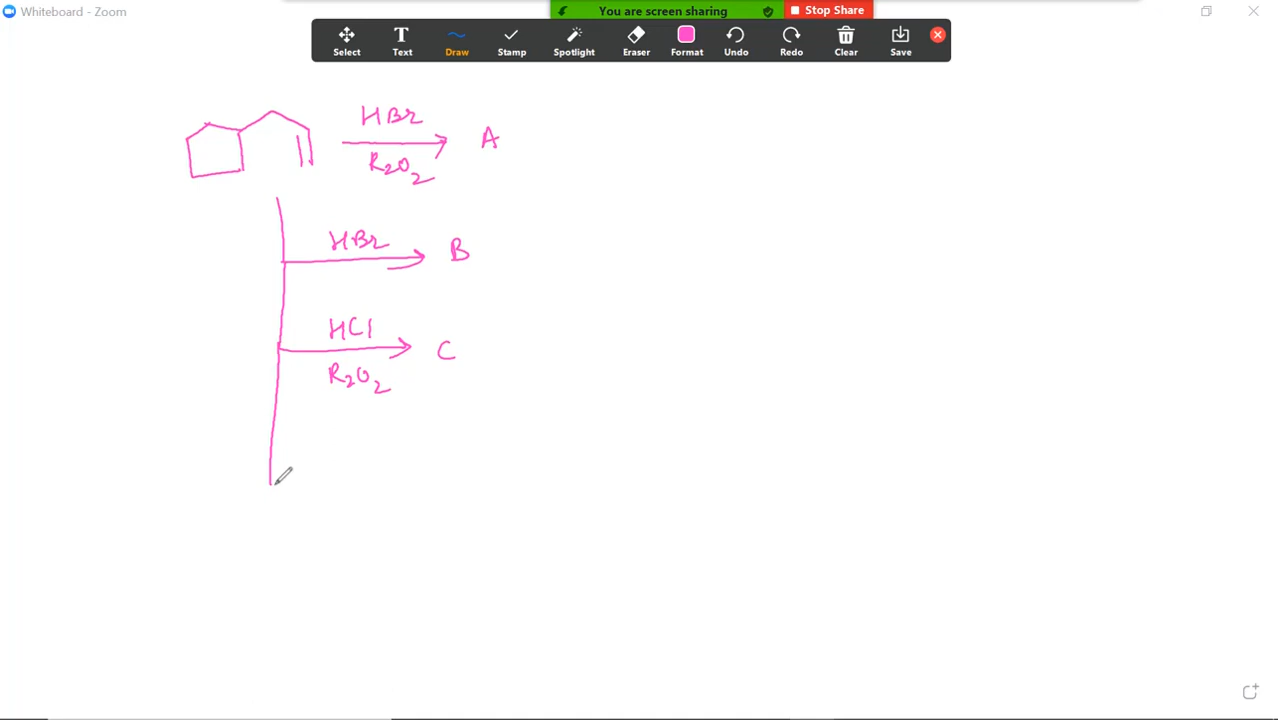 Whiteboard - Zoom
You are screen sharing
Stop Share
Select
Text
Draw
Stamp
Spotlight
Eraser
Format
Undo
Redo
Clear
Save
HBr
R2O2
A
HBr
B
HCl
R2O2
C